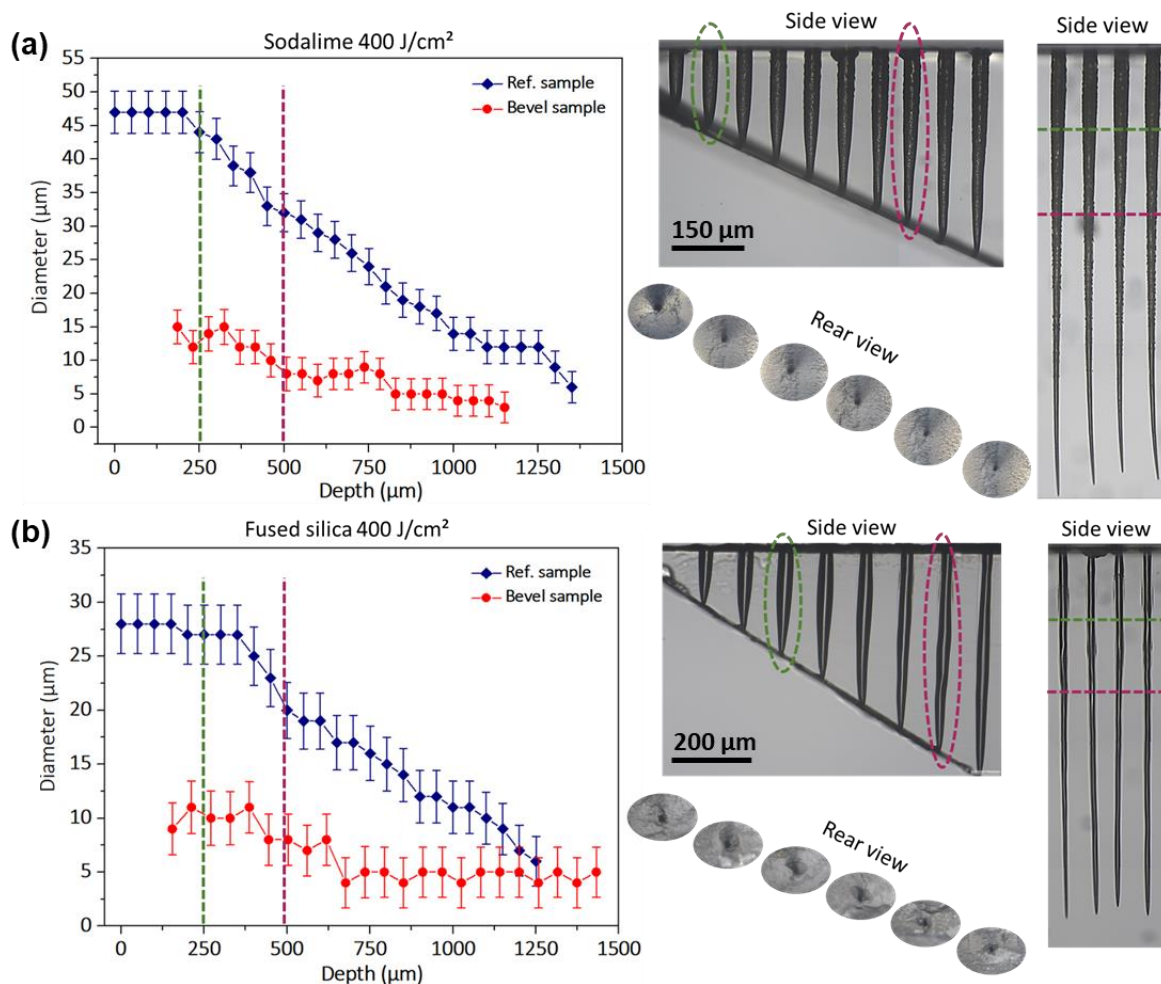 (a)
Sodalime 400 J/cm²
Ref. sample
Bevel sample
Diameter (μm)
55
50
45
40
35
30
25
20
15
10
5
0
0 250 500 750 1000 1250 1500
Depth (μm)
Side view
150 μm
Rear view
Side view
(b)
Fused silica 400 J/cm²
Ref. sample
Bevel sample
Diameter (μm)
35
30
25
20
15
10
5
0
0 250 500 750 1000 1250 1500
Depth (μm)
Side view
200 μm
Rear view
Side view